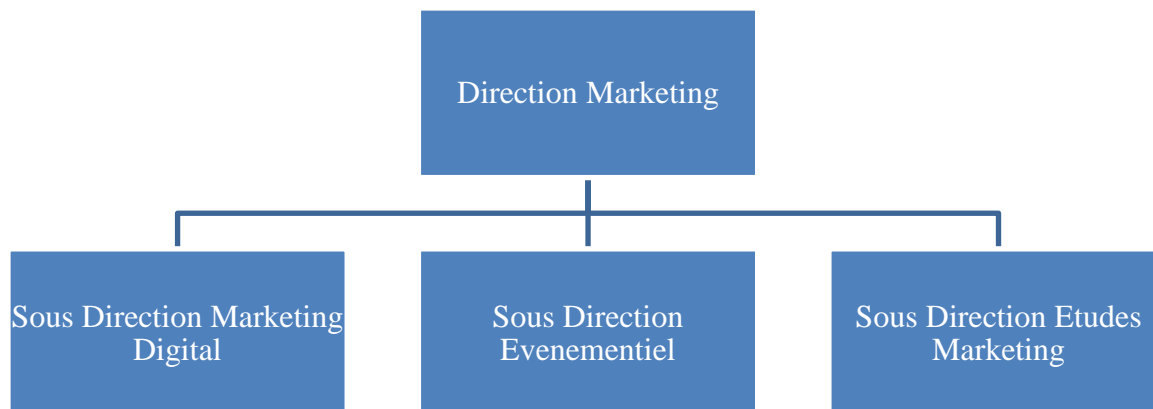 Direction Marketing
Sous Direction Marketing
Digital
Sous Direction
Evenementiel
Sous Direction Etudes
Marketing